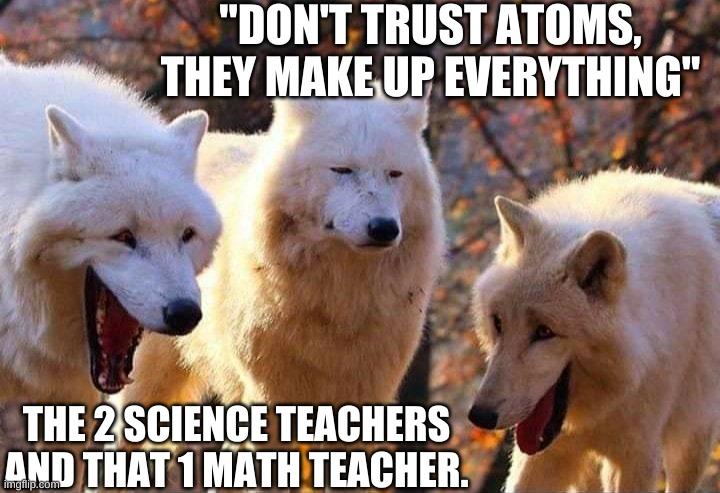 "DON'T TRUST ATOMS,
THEY MAKE UP EVERYTHING"
THE 2 SCIENCE TEACHERS
AND THAT 1 MATH TEACHER.
imgflip.com